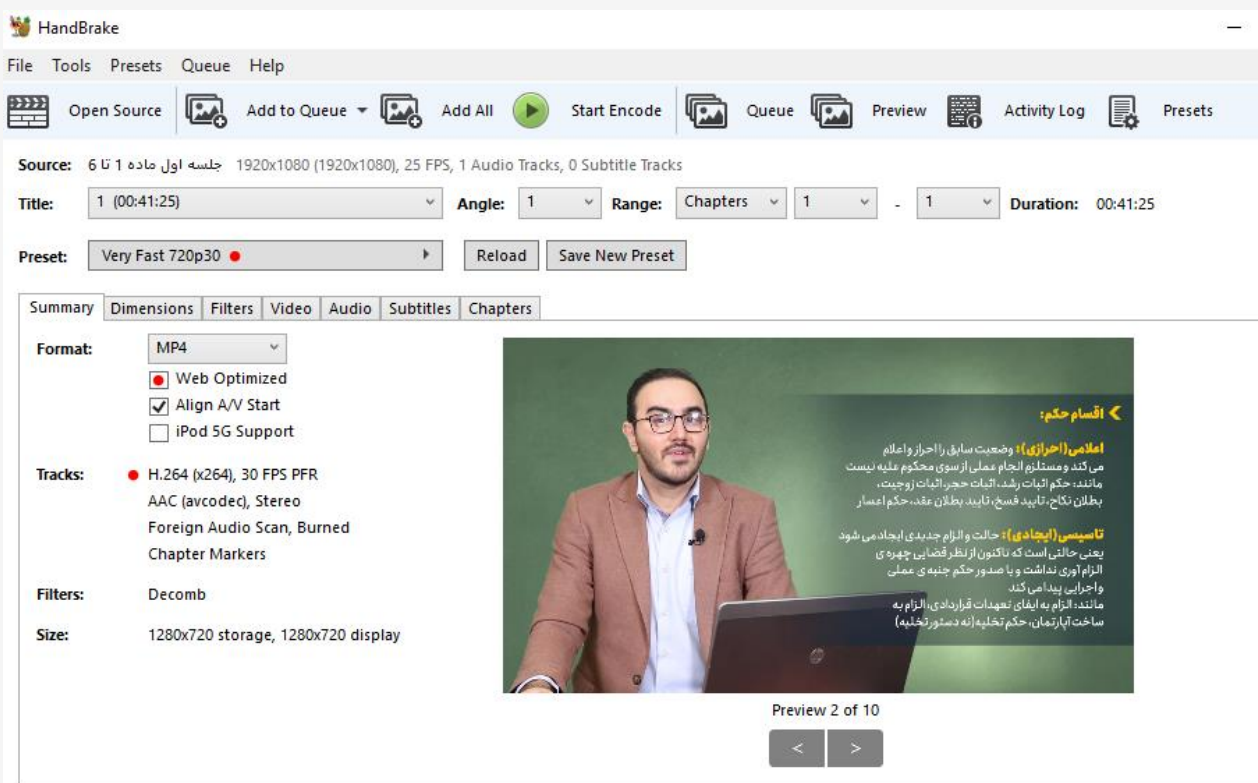 HandBrake
File Tools Presets Queue Help
Open Source Add to Queue Add All Start Encode Queue Preview Activity Log Presets
Source: جلسه اول ماده 1 تا 6 1920x1080 (1920x1080), 25 FPS, 1 Audio Tracks, 0 Subtitle Tracks
Title: 1 (00:41:25) Angle: 1 Range: Chapters 1 - 1 Duration: 00:41:25
Preset: Very Fast 720p30 Reload Save New Preset
Summary Dimensions Filters Video Audio Subtitles Chapters
Format: MP4
Web Optimized
Align A/V Start
iPod 5G Support
Tracks: H.264 (x264), 30 FPS PFR
AAC (avcodec), Stereo
Foreign Audio Scan, Burned
Chapter Markers
Filters: Decomb
Size: 1280x720 storage, 1280x720 display
اقسام حکم:
اعلامی(احرازی): وضعیت سابق را احراز و اعلام
می کند و مستلزم انجام عملی از سوی محکوم علیه نیست
مانند: حکم اثبات رشد، اثبات حجر، اثبات زوجیت،
بطلان نکاح، تایید فسخ، تایید بطلان عقد، حکم اعسار
تاسیسی(ایجادی): حالت و الزام جدیدی ایجاد می شود
یعنی حالتی است که تاکنون از نظر قضایی چهره ی
الزام آوری نداشت و با صدور حکم جنبه ی عملی
و اجرایی پیدا می کند
مانند: الزام به ایفای تعهدات قراردادی، الزام به
ساخت آپارتمان، حکم تخلیه(نه دستور تخلیه)
Preview 2 of 10
< >